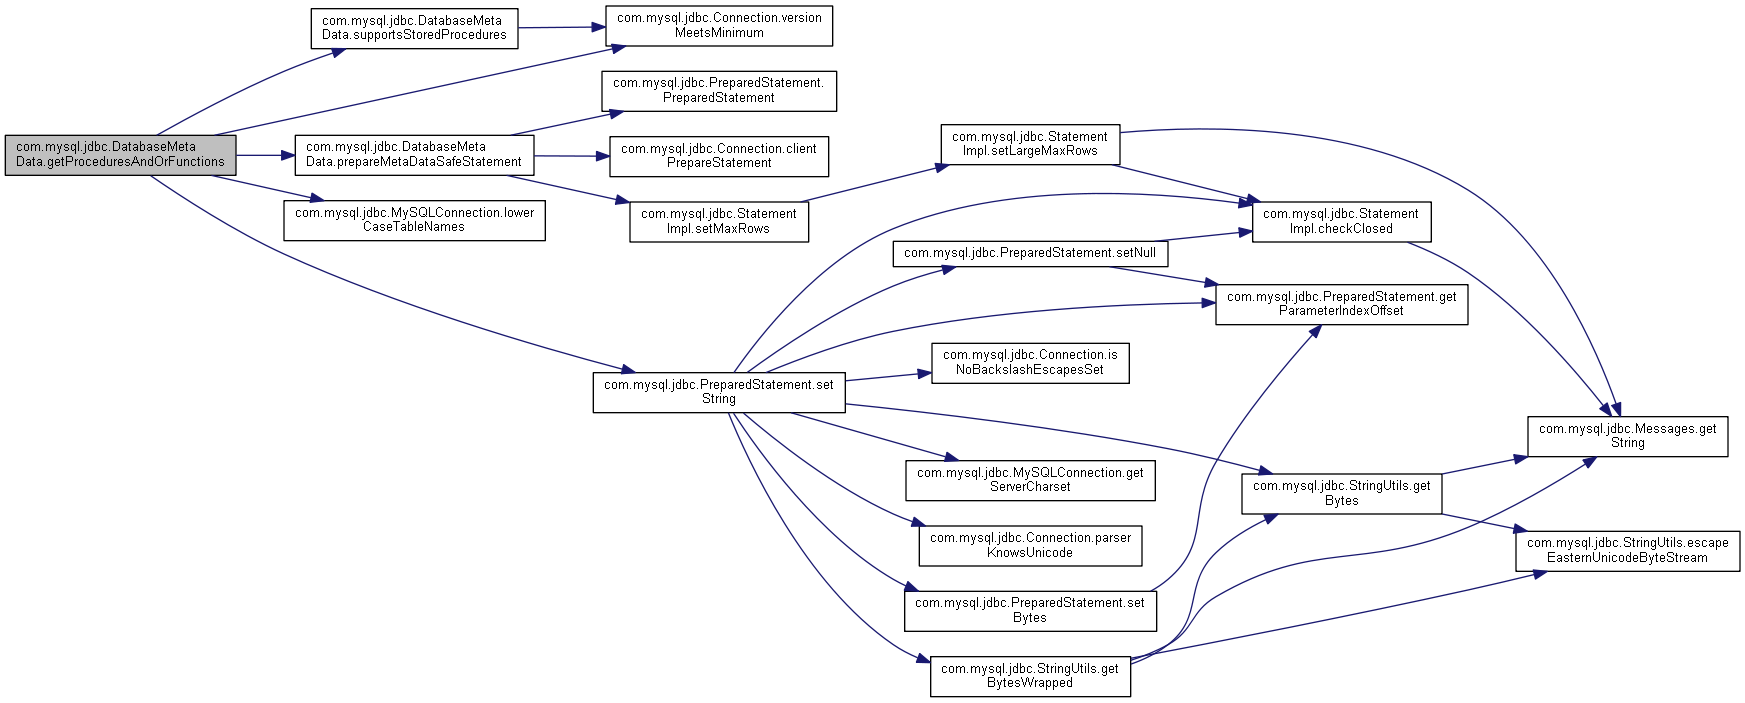 com.mysql.jdbc.DatabaseMeta
Data.supportsStoredProcedures
com.mysql.jdbc.Connection.version
MeetsMinimum
com.mysql.jdbc.PreparedStatement.
PreparedStatement
com.mysql.jdbc.DatabaseMeta
Data.getProceduresAndOrFunctions
com.mysql.jdbc.DatabaseMeta
Data.prepareMetaDataSafeStatement
com.mysql.jdbc.Connection.client
PrepareStatement
com.mysql.jdbc.Statement
Impl.setLargeMaxRows
com.mysql.jdbc.MySQLConnection.lower
CaseTableNames
com.mysql.jdbc.Statement
Impl.setMaxRows
com.mysql.jdbc.Statement
Impl.checkClosed
com.mysql.jdbc.PreparedStatement.setNull
com.mysql.jdbc.PreparedStatement.get
ParameterIndexOffset
com.mysql.jdbc.Connection.is
NoBackslashEscapesSet
com.mysql.jdbc.PreparedStatement.set
String
com.mysql.jdbc.Messages.get
String
com.mysql.jdbc.MySQLConnection.get
ServerCharset
com.mysql.jdbc.StringUtils.get
Bytes
com.mysql.jdbc.Connection.parser
KnowsUnicode
com.mysql.jdbc.StringUtils.escape
EasternUnicodeByteStream
com.mysql.jdbc.PreparedStatement.set
Bytes
com.mysql.jdbc.StringUtils.get
BytesWrapped